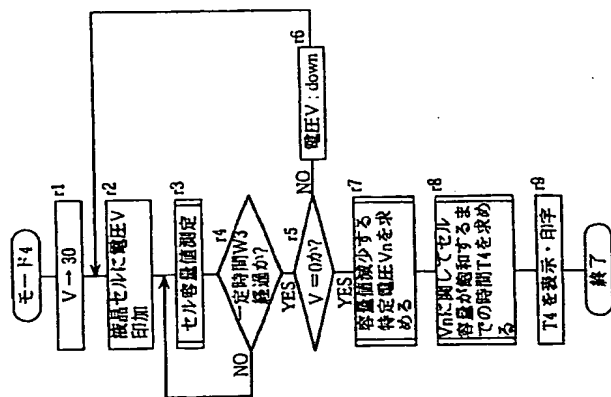 モード4
r1
V → 30
r2
液晶セルに電圧V
印加
r3
セル容量値測定
r4
一定時間W3
経過か?
NO
YES
r5
V =0か?
NO
r6
電圧V : down
YES
r7
容量値減少する
特定電圧Vnを求
める
r8
Vnに関してセル
容量が飽和するま
での時間T4を求め
る
r9
T4を表示・印字
終了